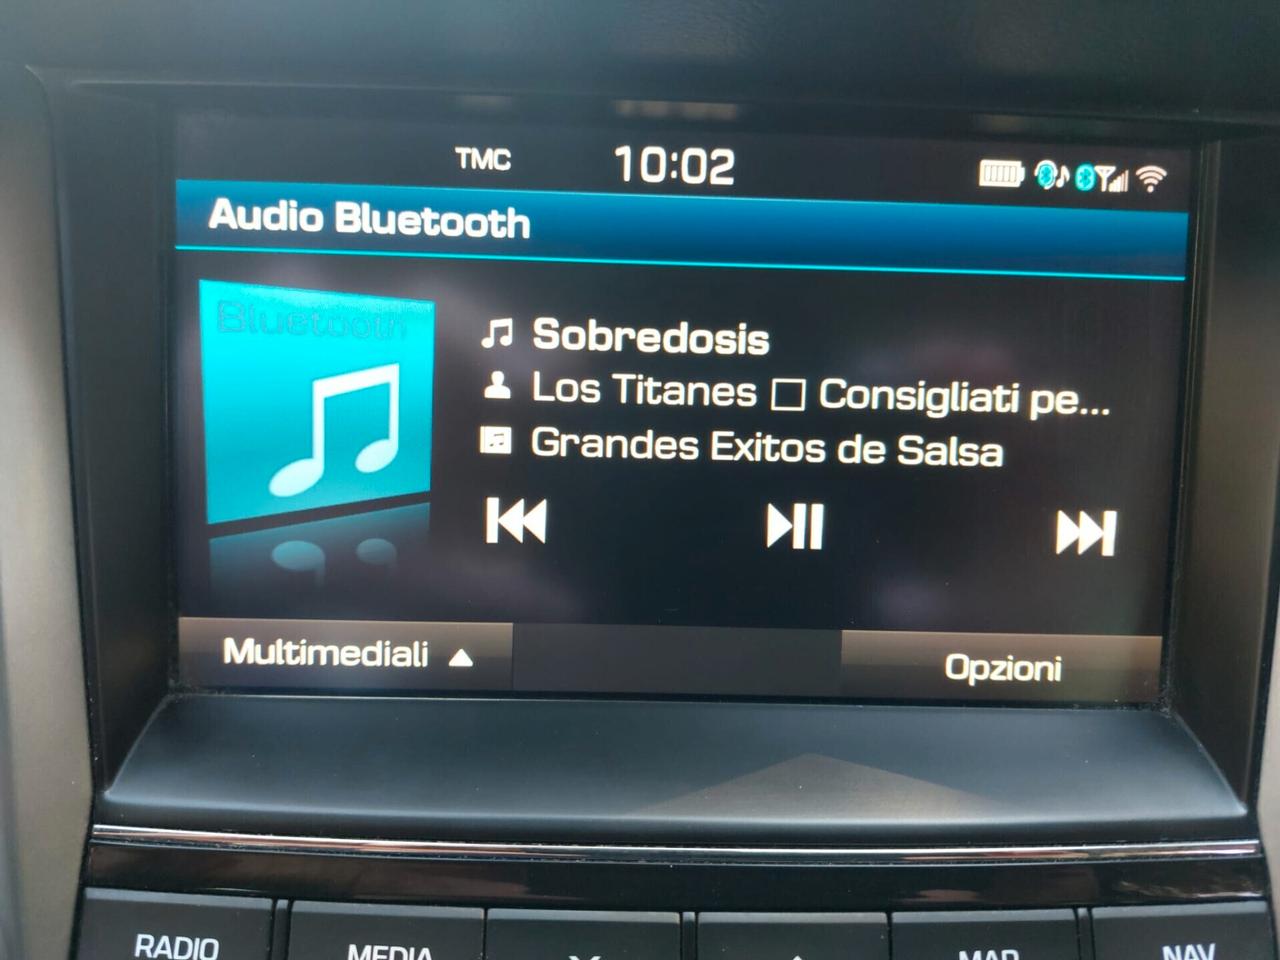 TMC 10:02
Audio Bluetooth
Bluetooth
Sobredosis
Los Titanes □ Consigliati pe...
Grandes Exitos de Salsa
Multimediali
Opzioni
RADIO MEDIA MAP NAV